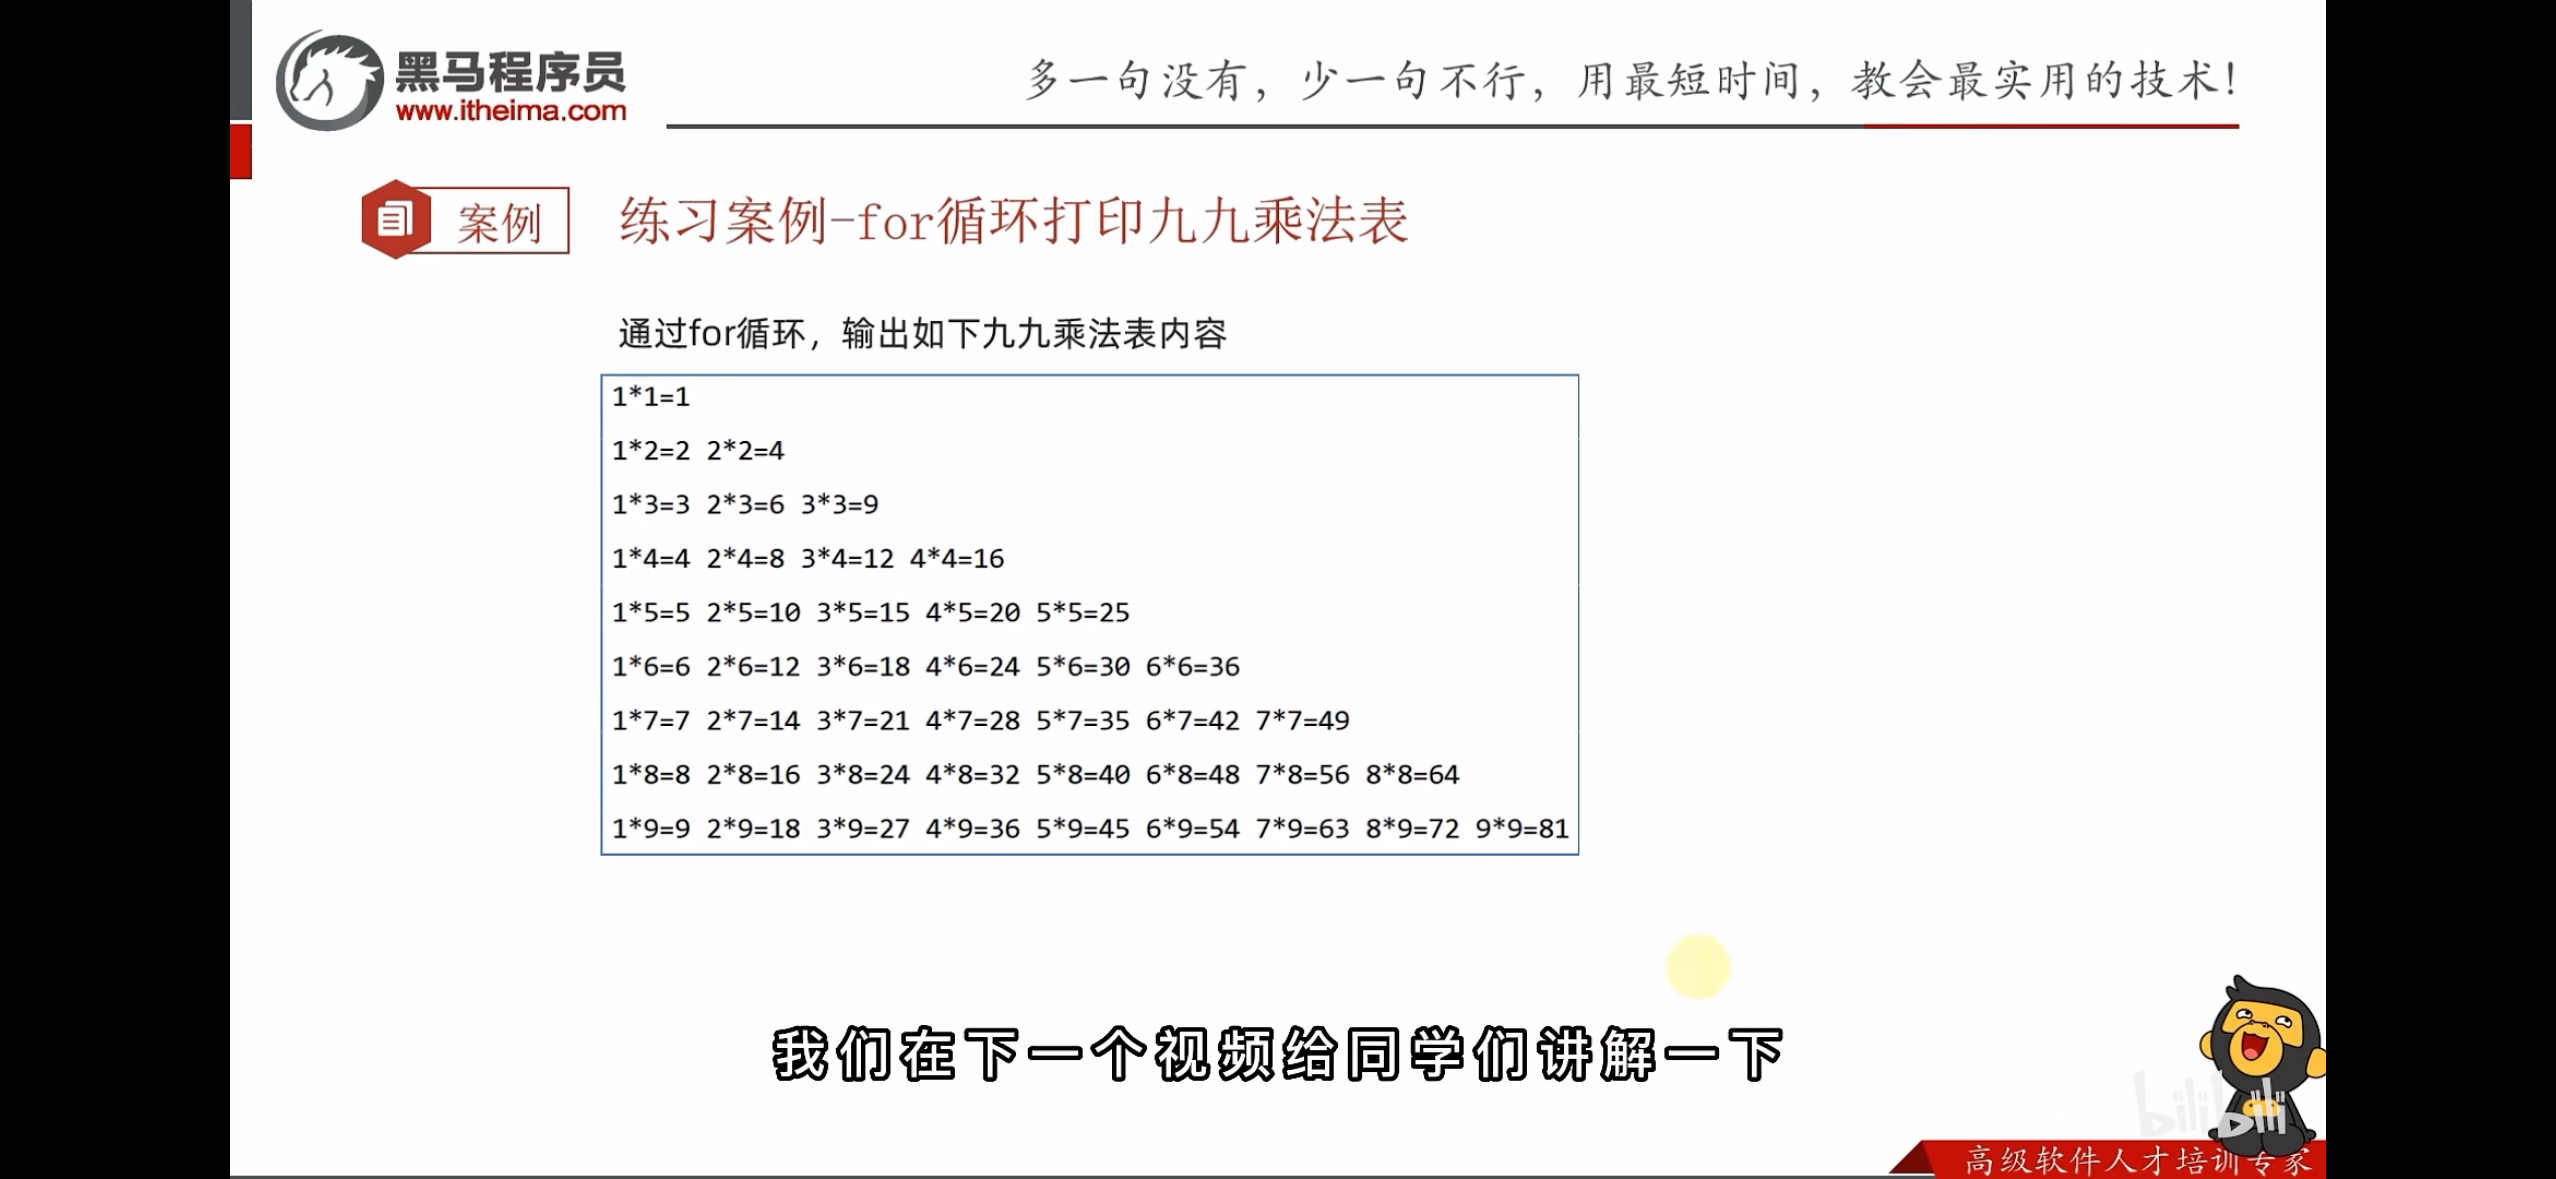 黑马程序员
www.itheima.com
多一句没有，少一句不行，用最短时间，教会最实用的技术！
案例
练习案例-for循环打印九九乘法表
通过for循环，输出如下九九乘法表内容
1*1=1
1*2=2 2*2=4
1*3=3 2*3=6 3*3=9
1*4=4 2*4=8 3*4=12 4*4=16
1*5=5 2*5=10 3*5=15 4*5=20 5*5=25
1*6=6 2*6=12 3*6=18 4*6=24 5*6=30 6*6=36
1*7=7 2*7=14 3*7=21 4*7=28 5*7=35 6*7=42 7*7=49
1*8=8 2*8=16 3*8=24 4*8=32 5*8=40 6*8=48 7*8=56 8*8=64
1*9=9 2*9=18 3*9=27 4*9=36 5*9=45 6*9=54 7*9=63 8*9=72 9*9=81
我们在下一个视频给同学们讲解一下
bilibili
高级软件人才培训专家